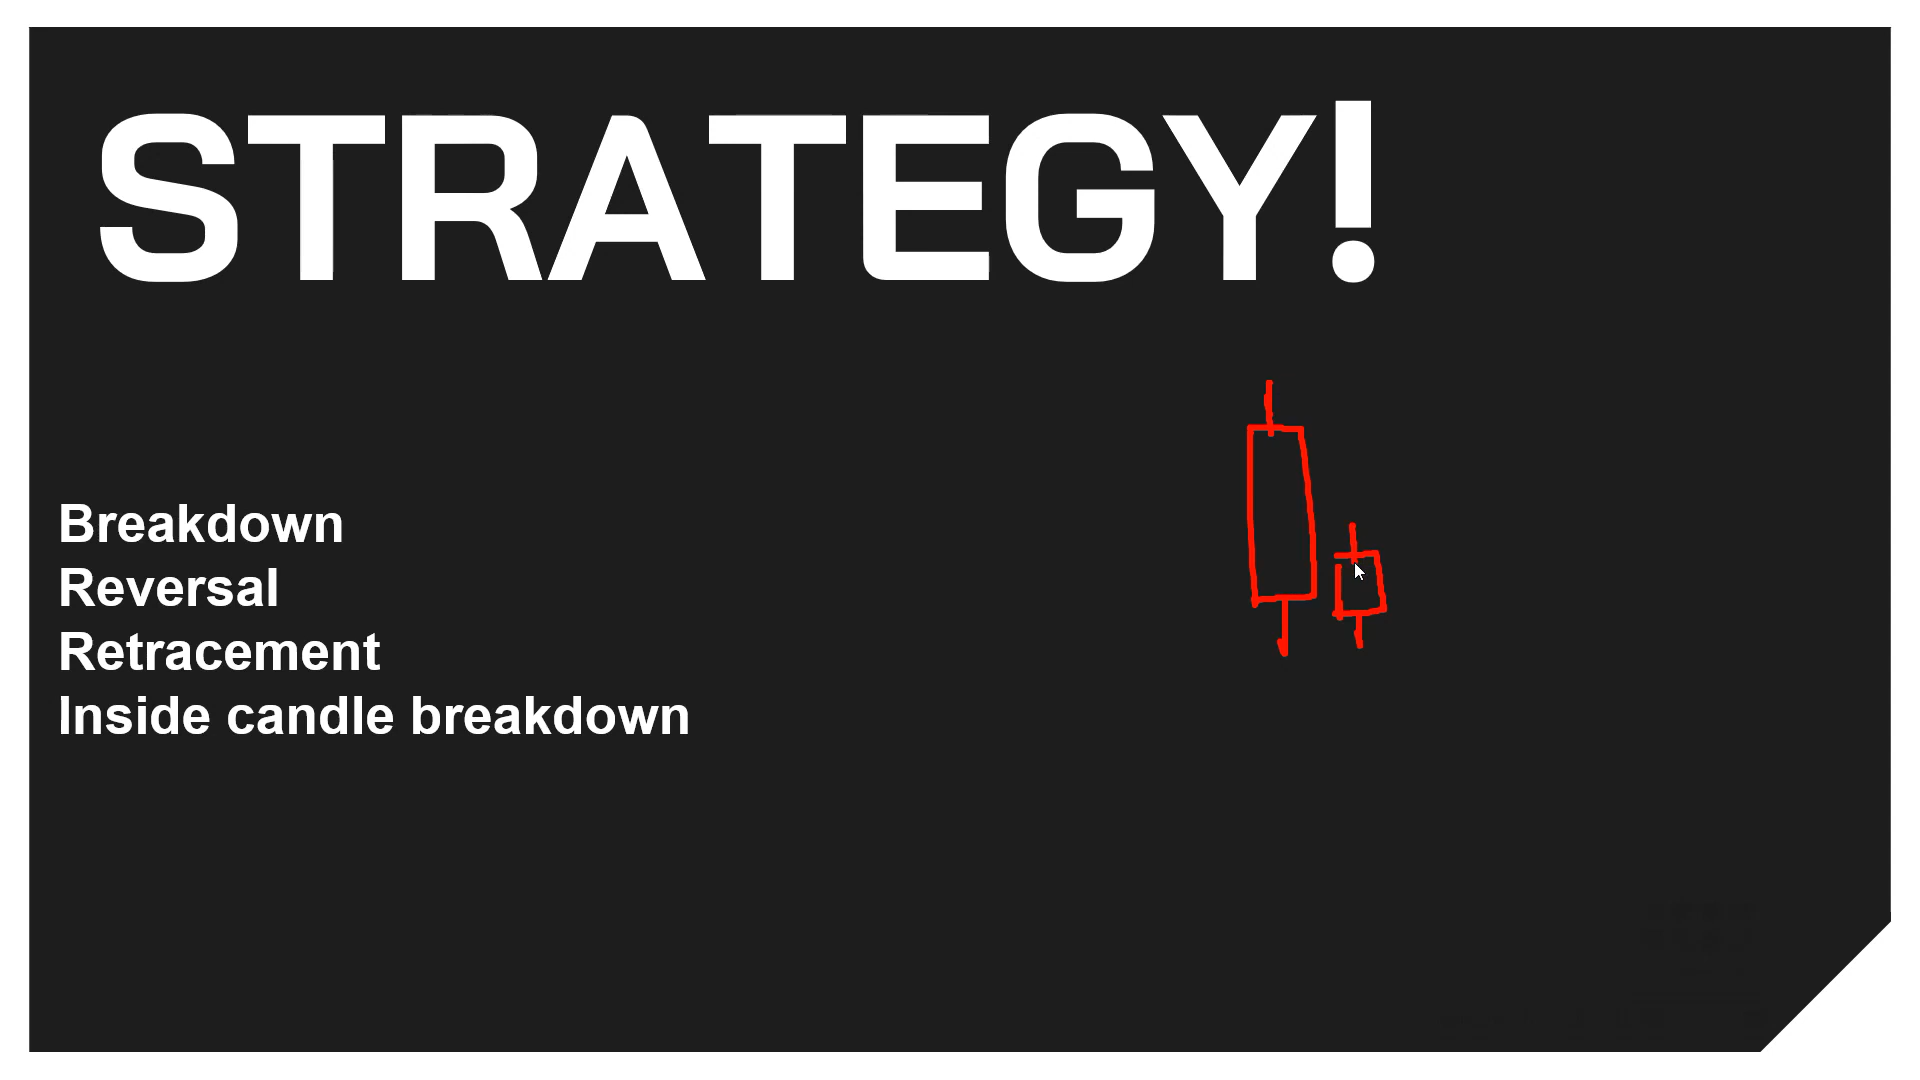 STRATEGY!
Breakdown
Reversal
Retracement
Inside candle breakdown